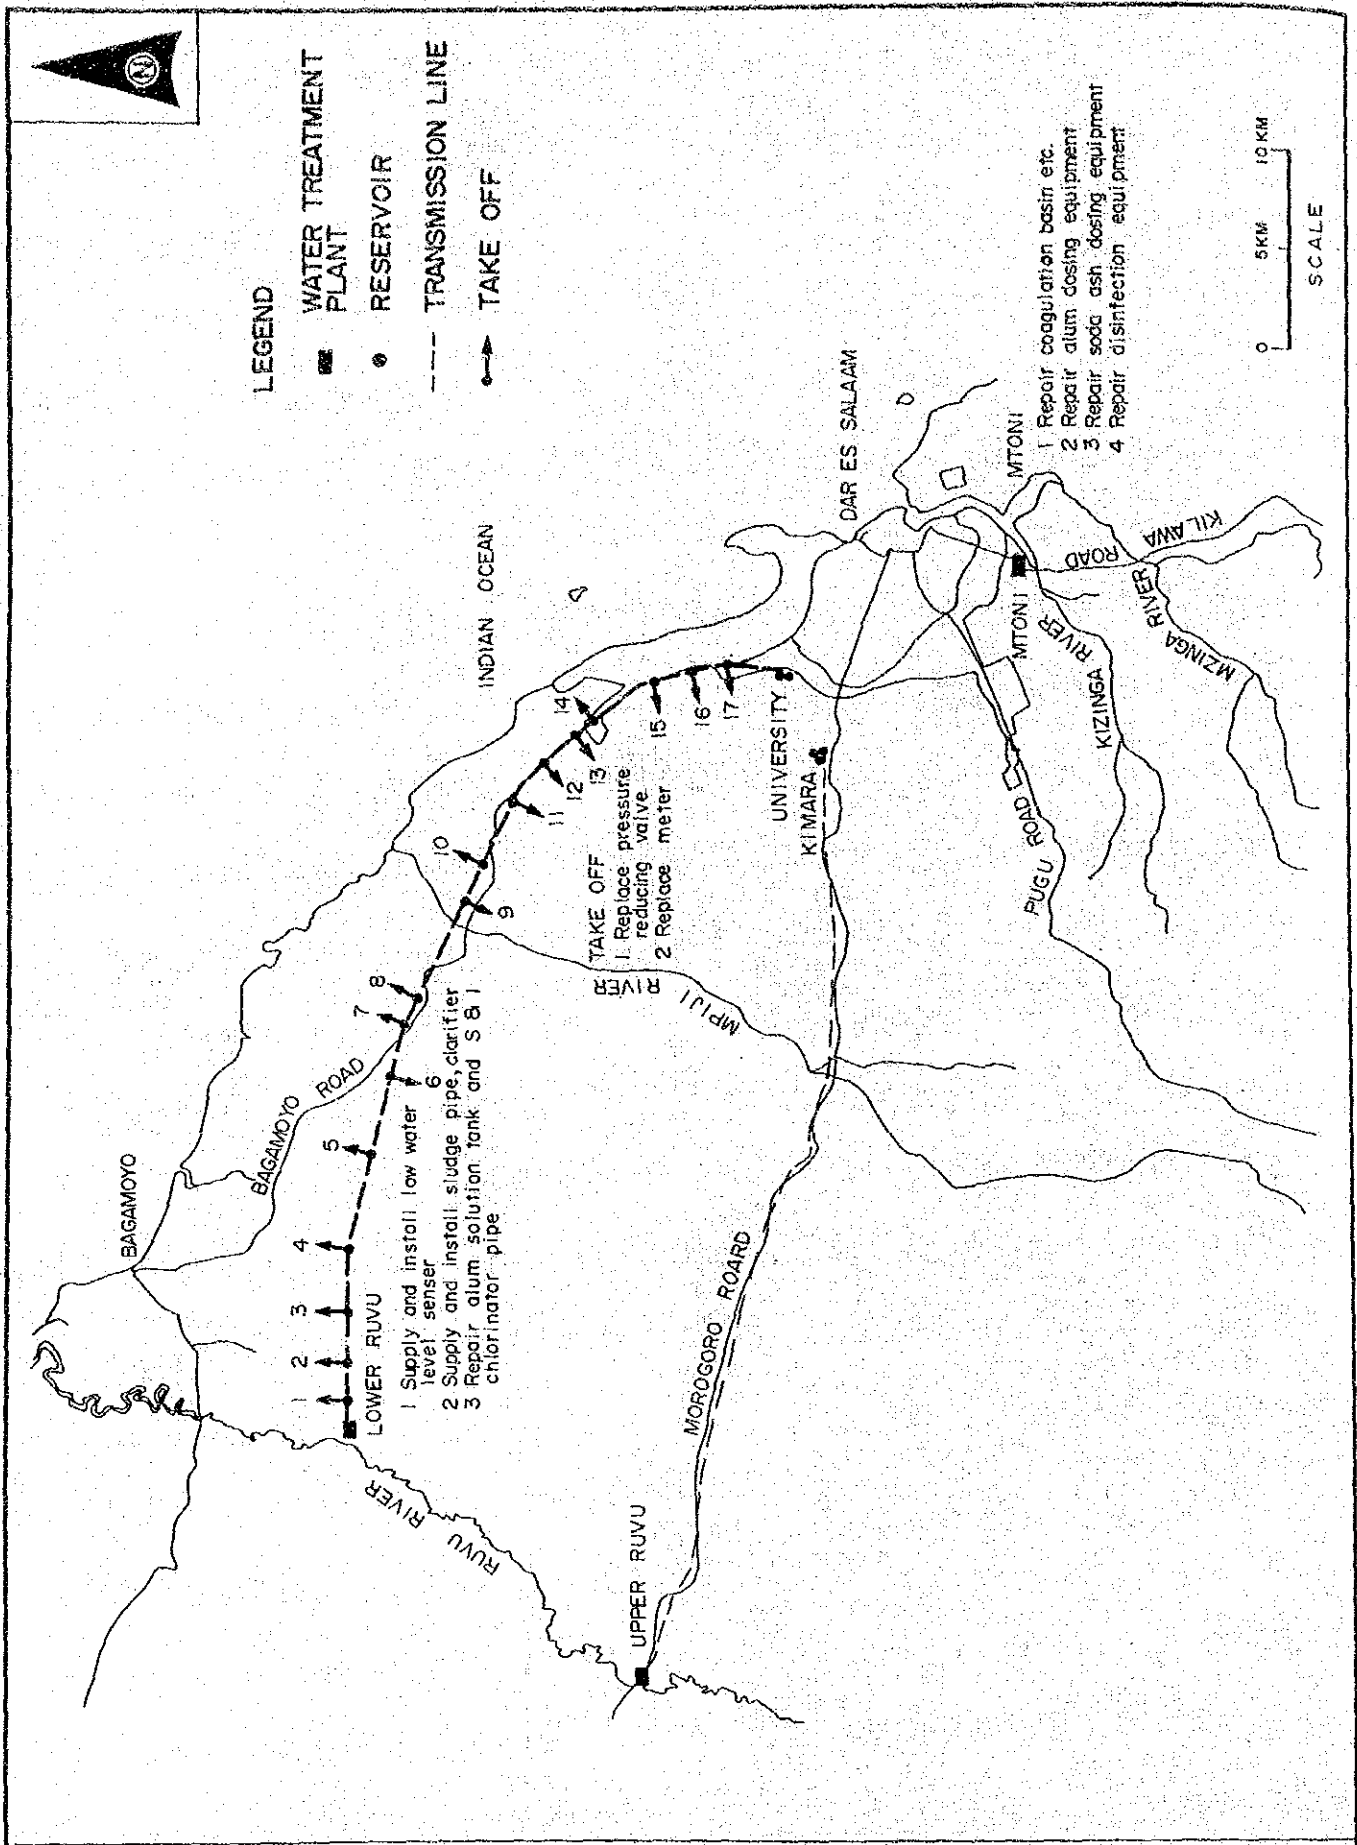 N
LEGEND
WATER TREATMENT
PLANT
RESERVOIR
TRANSMISSION LINE
TAKE OFF
BAGAMOYO
BAGAMOYO ROAD
INDIAN OCEAN
1
2
3
4
5
6
7
8
9
10
11
12
13
14
15
16
17
LOWER RUVU
1 Supply and install low water
level senser
2 Supply and install sludge pipe, clarifier
3 Repair alum solution tank and S & I
chlorinator pipe
TAKE OFF
1 Replace pressure
reducing valve
2 Replace meter
RIVER
RUVU
RIVER
MPIJI
UPPER RUVU
MOROGORO ROARD
UNIVERSITY
KIMARA
DAR ES SALAAM
MTONI
MTONI
PUGU ROAD
KIZINGA RIVER
MZINGA RIVER
ROAD
KILAWA
1 Repair coagulation basin etc.
2 Repair alum dosing equipment
3 Repair soda ash dosing equipment
4 Repair disinfection equipment
0 5KM 10KM
SCALE